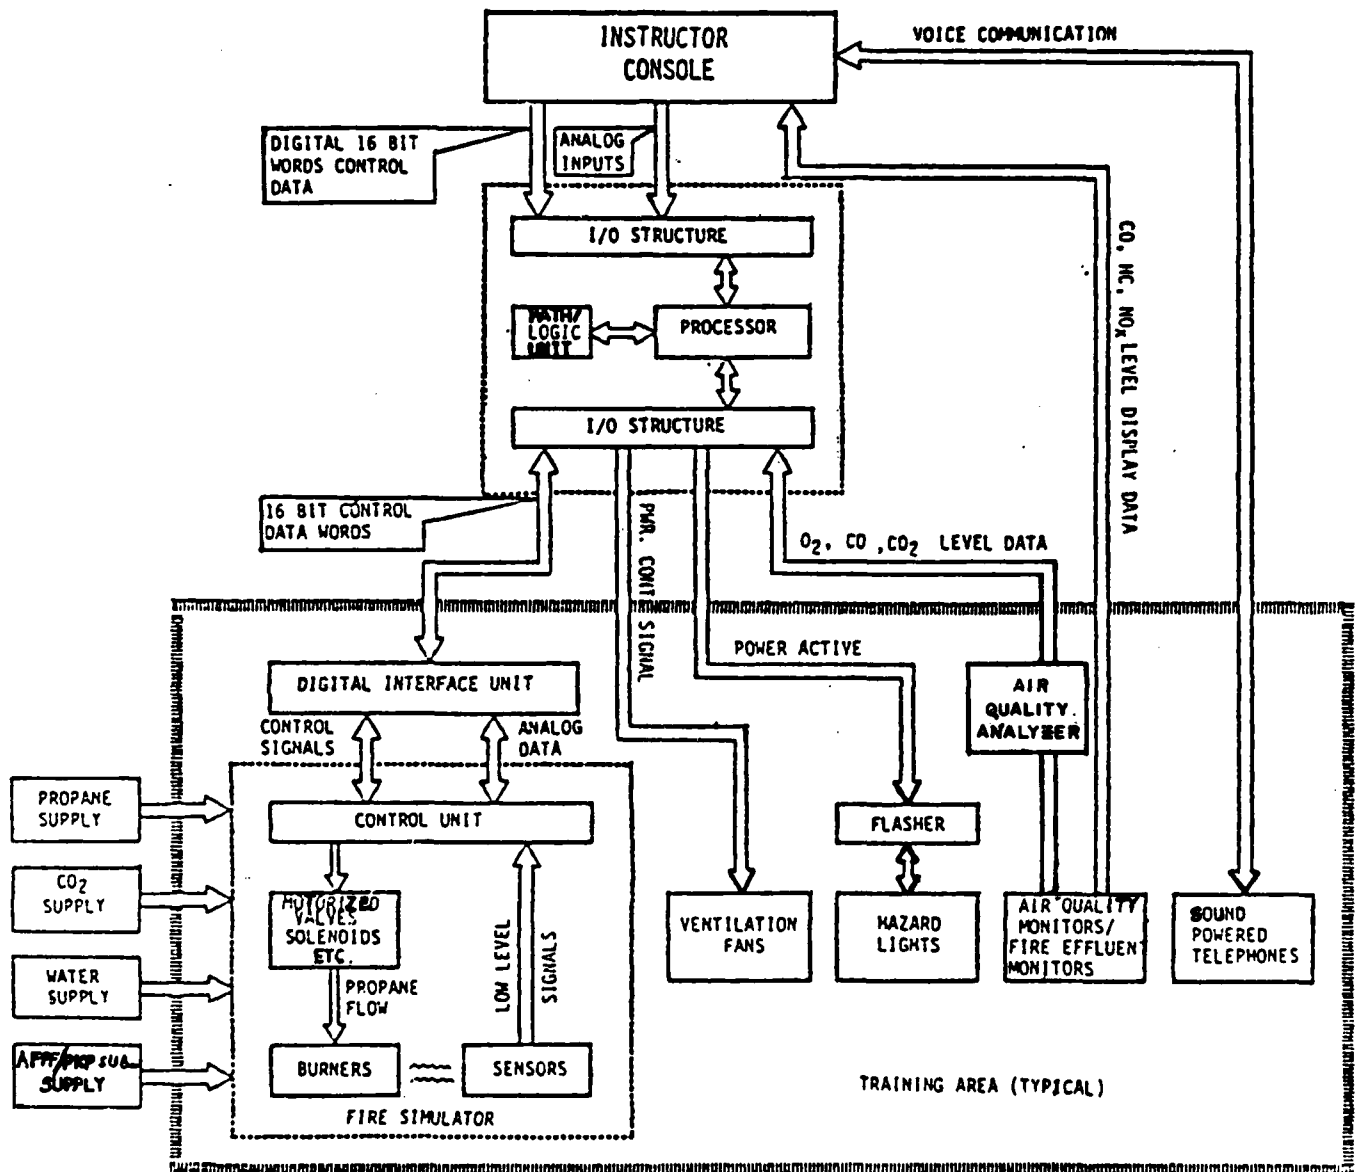 INSTRUCTOR
CONSOLE
VOICE COMMUNICATION
DIGITAL 16 BIT
WORDS CONTROL
DATA
ANALOG
INPUTS
I/O STRUCTURE
MATH/
LOGIC
UNIT
PROCESSOR
I/O STRUCTURE
CO, HC, NOx LEVEL DISPLAY DATA
16 BIT CONTROL
DATA WORDS
PWR. CONT SIGNAL
O2, CO ,CO2 LEVEL DATA
POWER ACTIVE
DIGITAL INTERFACE UNIT
AIR
QUALITY.
ANALYZER
CONTROL
SIGNALS
ANALOG
DATA
PROPANE
SUPPLY
CONTROL UNIT
FLASHER
CO2
SUPPLY
MOTORIZED
VALVES
SOLENOIDS
ETC.
LOW LEVEL
SIGNALS
VENTILATION
FANS
HAZARD
LIGHTS
AIR QUALITY
MONITORS/
FIRE EFFLUENT
MONITORS
SOUND
POWERED
TELEPHONES
WATER
SUPPLY
PROPANE
FLOW
AFFF/PKP SUB
SUPPLY
BURNERS
SENSORS
FIRE SIMULATOR
TRAINING AREA (TYPICAL)